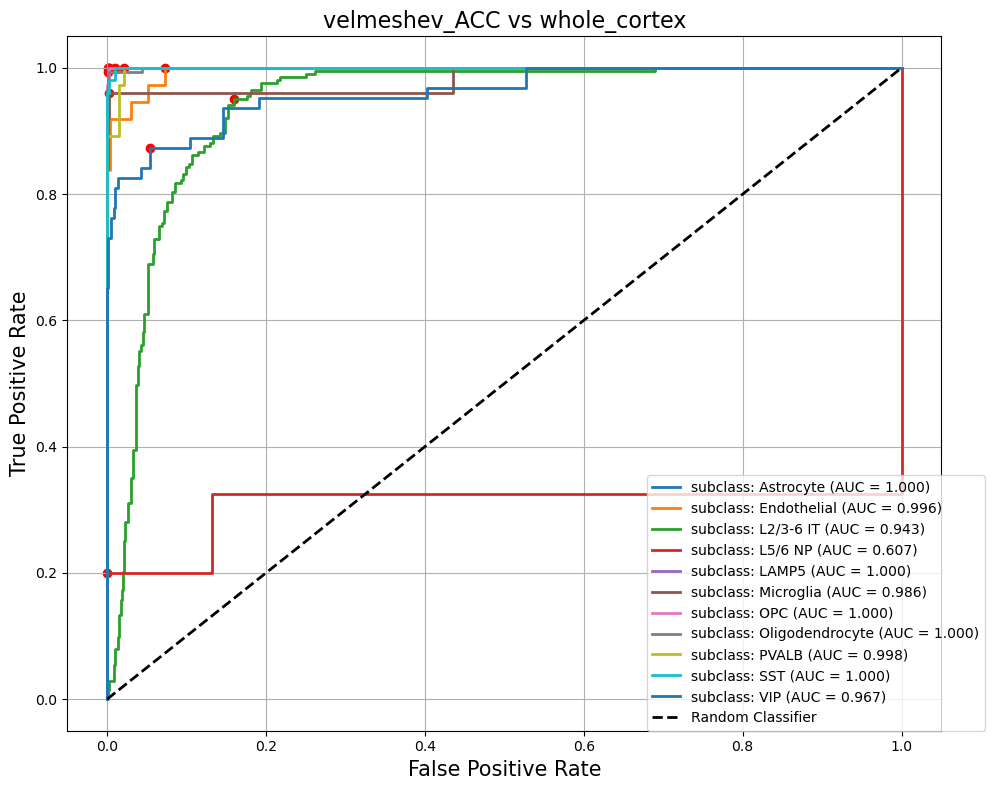 velmeshev_ACC vs whole_cortex
True Positive Rate
1.0
0.8
0.6
0.4
0.2
0.0
subclass: Astrocyte (AUC = 1.000)
subclass: Endothelial (AUC = 0.996)
subclass: L2/3-6 IT (AUC = 0.943)
subclass: L5/6 NP (AUC = 0.607)
subclass: LAMP5 (AUC = 1.000)
subclass: Microglia (AUC = 0.986)
subclass: OPC (AUC = 1.000)
subclass: Oligodendrocyte (AUC = 1.000)
subclass: PVALB (AUC = 0.998)
subclass: SST (AUC = 1.000)
subclass: VIP (AUC = 0.967)
Random Classifier
0.0 0.2 0.4 0.6 0.8 1.0
False Positive Rate